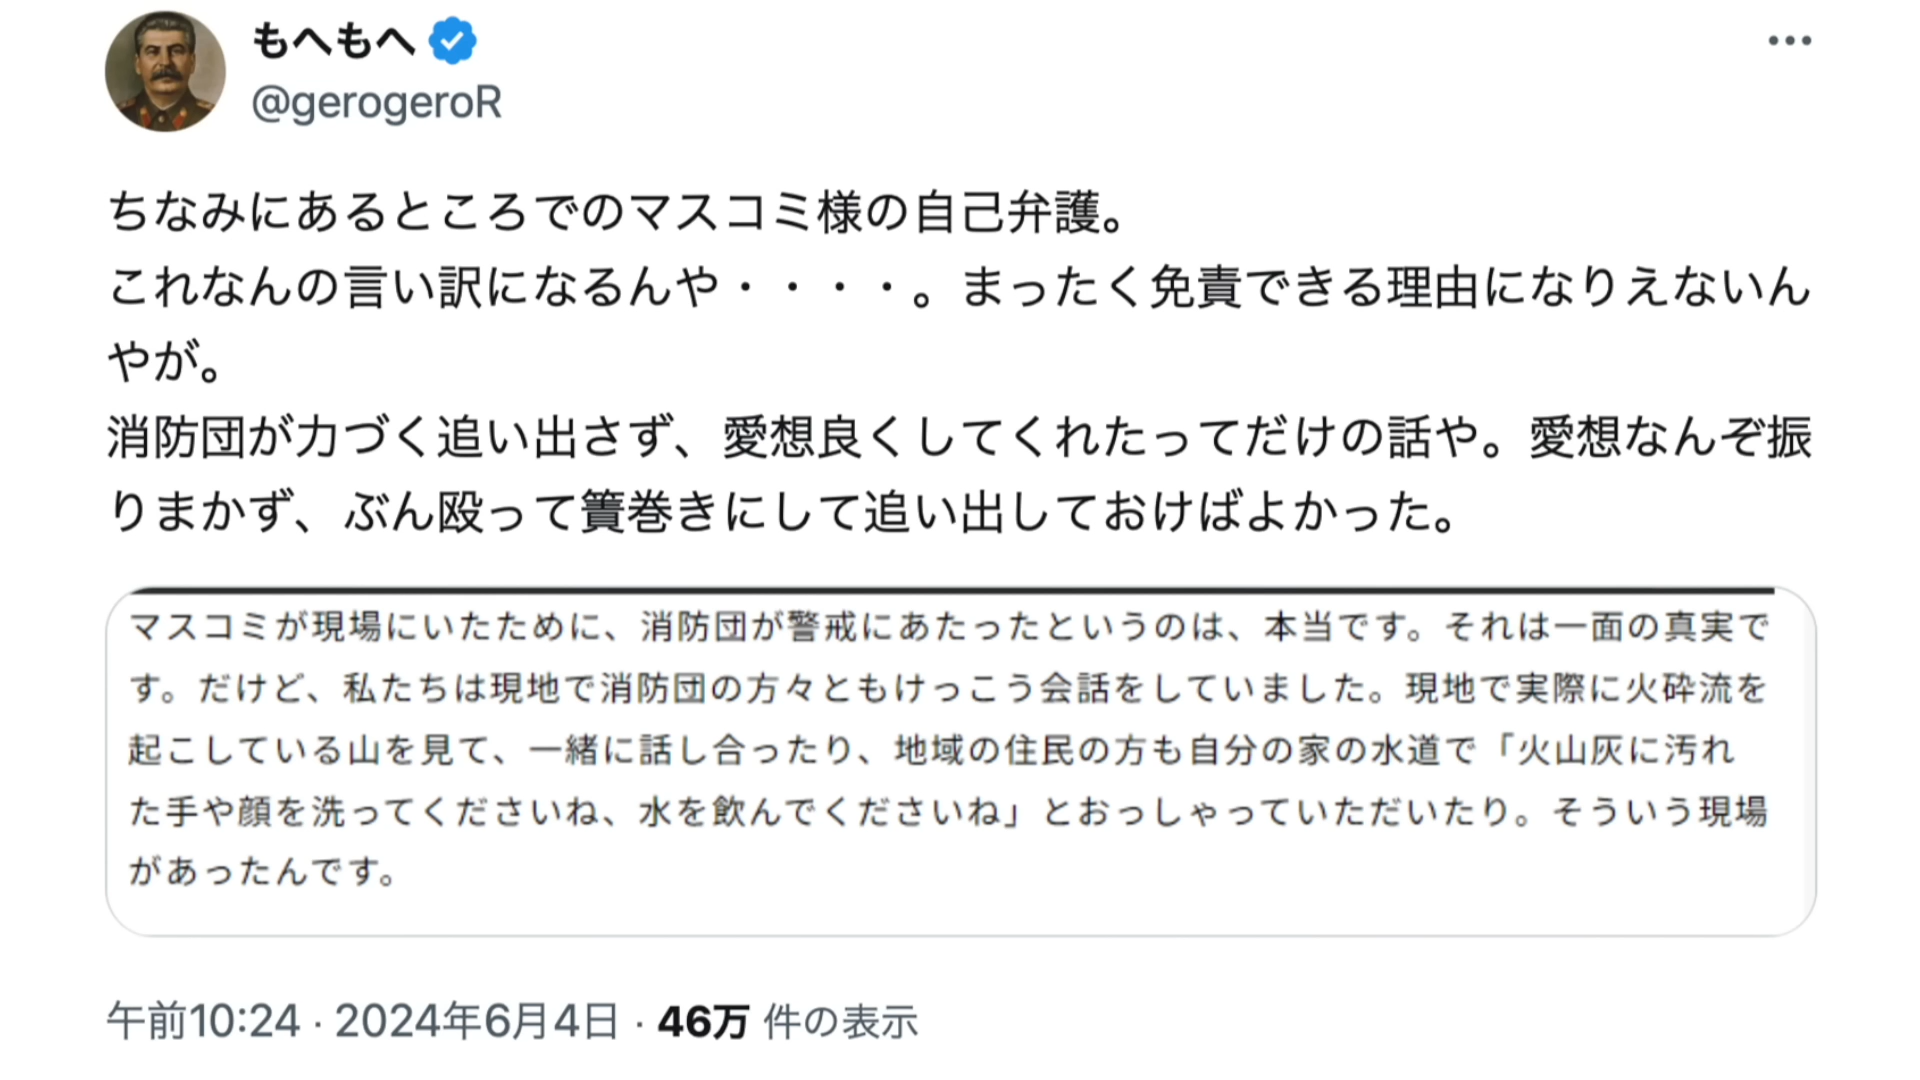 もへもへ
@gerogeroR
ちなみにあるところでのマスコミ様の自己弁護。
これなんの言い訳になるんや・・・・。まったく免責できる理由になりえないん
やが。
消防団が力づく追い出さず、愛想良くしてくれたってだけの話や。愛想なんぞ振
りまかず、ぶん殴って簀巻きにして追い出しておけばよかった。
マスコミが現場にいたために、消防団が警戒にあたったというのは、本当です。それは一面の真実で
す。だけど、私たちは現地で消防団の方々ともけっこう会話をしていました。現地で実際に火砕流を
起こしている山を見て、一緒に話し合ったり、地域の住民の方も自分の家の水道で「火山灰に汚れ
た手や顔を洗ってくださいね、水を飲んでくださいね」とおっしゃっていただいたり。そういう現場
があったんです。
午前10:24 · 2024年6月4日 · 46万 件の表示